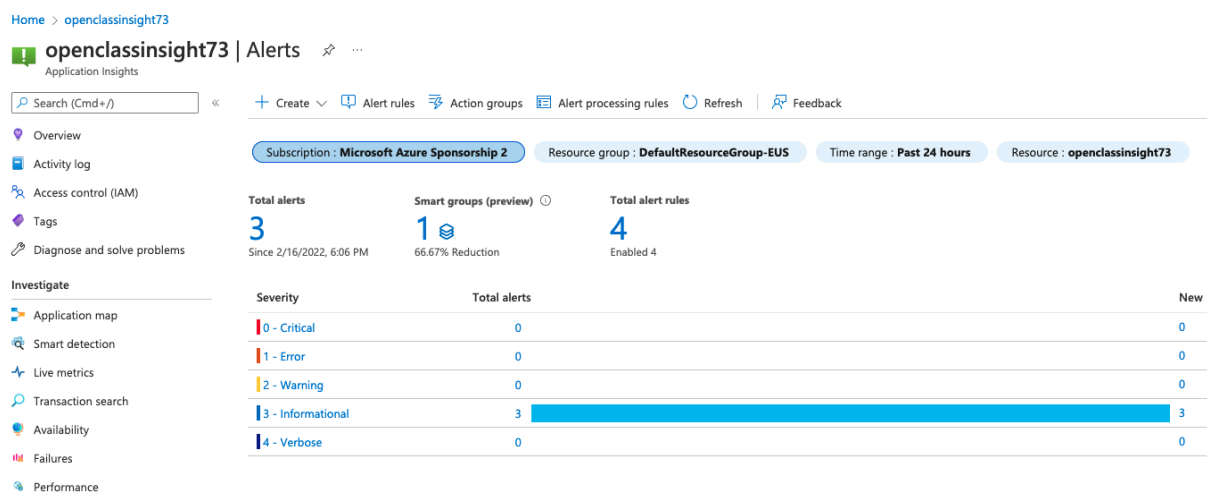 Home > openclassinsight73
openclassinsight73 | Alerts ...
Application Insights
Search (Cmd+/) «
Overview
Activity log
Access control (IAM)
Tags
Diagnose and solve problems
Investigate
Application map
Smart detection
Live metrics
Transaction search
Availability
Failures
Performance
+ Create Alert rules Action groups Alert processing rules Refresh Feedback
Subscription : Microsoft Azure Sponsorship 2 Resource group : DefaultResourceGroup-EUS Time range : Past 24 hours Resource : openclassinsight73
Total alerts Smart groups (preview) Total alert rules
3 1 4
Since 2/16/2022, 6:06 PM 66.67% Reduction Enabled 4
Severity Total alerts New
0 - Critical 0 0
1 - Error 0 0
2 - Warning 0 0
3 - Informational 3 3
4 - Verbose 0 0